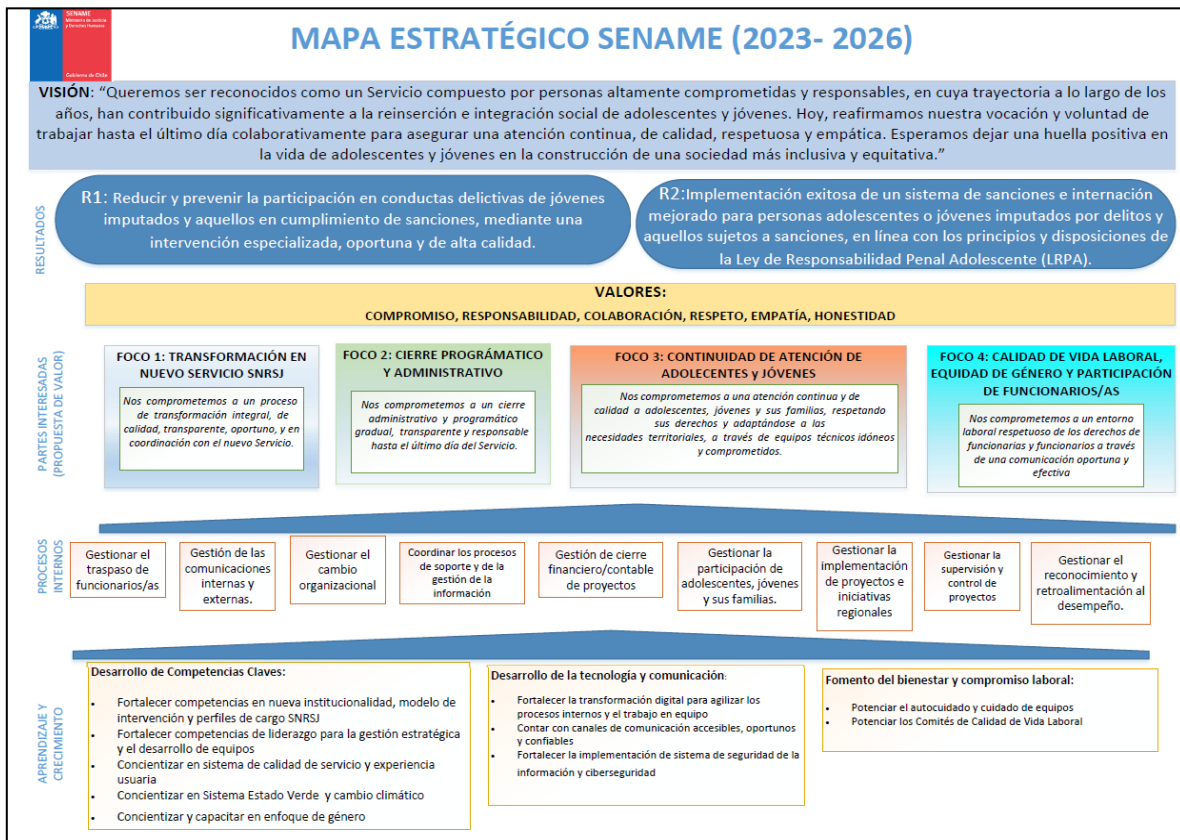 SENAME
Ministerio de Justicia
y Derechos Humanos
Gobierno de Chile
MAPA ESTRATÉGICO SENAME (2023- 2026)
VISIÓN: “Queremos ser reconocidos como un Servicio compuesto por personas altamente comprometidas y responsables, en cuya trayectoria a lo largo de los
años, han contribuido significativamente a la reinserción e integración social de adolescentes y jóvenes. Hoy, reafirmamos nuestra vocación y voluntad de
trabajar hasta el último día colaborativamente para asegurar una atención continua, de calidad, respetuosa y empática. Esperamos dejar una huella positiva en
la vida de adolescentes y jóvenes en la construcción de una sociedad más inclusiva y equitativa.”
RESULTADOS
R1: Reducir y prevenir la participación en conductas delictivas de jóvenes
imputados y aquellos en cumplimiento de sanciones, mediante una
intervención especializada, oportuna y de alta calidad.
R2:Implementación exitosa de un sistema de sanciones e internación
mejorado para personas adolescentes o jóvenes imputados por delitos y
aquellos sujetos a sanciones, en línea con los principios y disposiciones de
la Ley de Responsabilidad Penal Adolescente (LRPA).
VALORES:
COMPROMISO, RESPONSABILIDAD, COLABORACIÓN, RESPETO, EMPATÍA, HONESTIDAD
PARTES INTERESADAS
(PROPUESTA DE VALOR)
FOCO 1: TRANSFORMACIÓN EN
NUEVO SERVICIO SNRSJ
Nos comprometemos a un proceso
de transformación integral, de
calidad, transparente, oportuno, y en
coordinación con el nuevo Servicio.
FOCO 2: CIERRE PROGRÁMATICO
Y ADMINISTRATIVO
Nos comprometemos a un cierre
administrativo y programático
gradual, transparente y responsable
hasta el último día del Servicio.
FOCO 3: CONTINUIDAD DE ATENCIÓN DE
ADOLECENTES y JÓVENES
Nos comprometemos a una atención continua y de
calidad a adolescentes, jóvenes y sus familias, respetando
sus derechos y adaptándose a las
necesidades territoriales, a través de equipos técnicos idóneos
y comprometidos.
FOCO 4: CALIDAD DE VIDA LABORAL,
EQUIDAD DE GÉNERO Y PARTICIPACIÓN
DE FUNCIONARIOS/AS
Nos comprometemos a un entorno
laboral respetuoso de los derechos de
funcionarias y funcionarios a través
de una comunicación oportuna y
efectiva
PROCESOS
INTERNOS
Gestionar el
traspaso de
funcionarios/as
Gestión de las
comunicaciones
internas y
externas.
Gestionar el
cambio
organizacional
Coordinar los procesos
de soporte y de la
gestión de la
información
Gestión de cierre
financiero/contable
de proyectos
Gestionar la
participación de
adolescentes, jóvenes
y sus familias.
Gestionar la
implementación
de proyectos e
iniciativas
regionales
Gestionar la
supervisión y
control de
proyectos
Gestionar el
reconocimiento y
retroalimentación al
desempeño.
APRENDIZAJE Y
CRECIMIENTO
Desarrollo de Competencias Claves:
• Fortalecer competencias en nueva institucionalidad, modelo de
intervención y perfiles de cargo SNRSJ
• Fortalecer competencias de liderazgo para la gestión estratégica
y el desarrollo de equipos
• Concientizar en sistema de calidad de servicio y experiencia
usuaria
• Concientizar en Sistema Estado Verde y cambio climático
• Concientizar y capacitar en enfoque de género
Desarrollo de la tecnología y comunicación:
• Fortalecer la transformación digital para agilizar los
procesos internos y el trabajo en equipo
• Contar con canales de comunicación accesibles, oportunos
y confiables
• Fortalecer la implementación de sistema de seguridad de la
información y ciberseguridad
Fomento del bienestar y compromiso laboral:
• Potenciar el autocuidado y cuidado de equipos
• Potenciar los Comités de Calidad de Vida Laboral